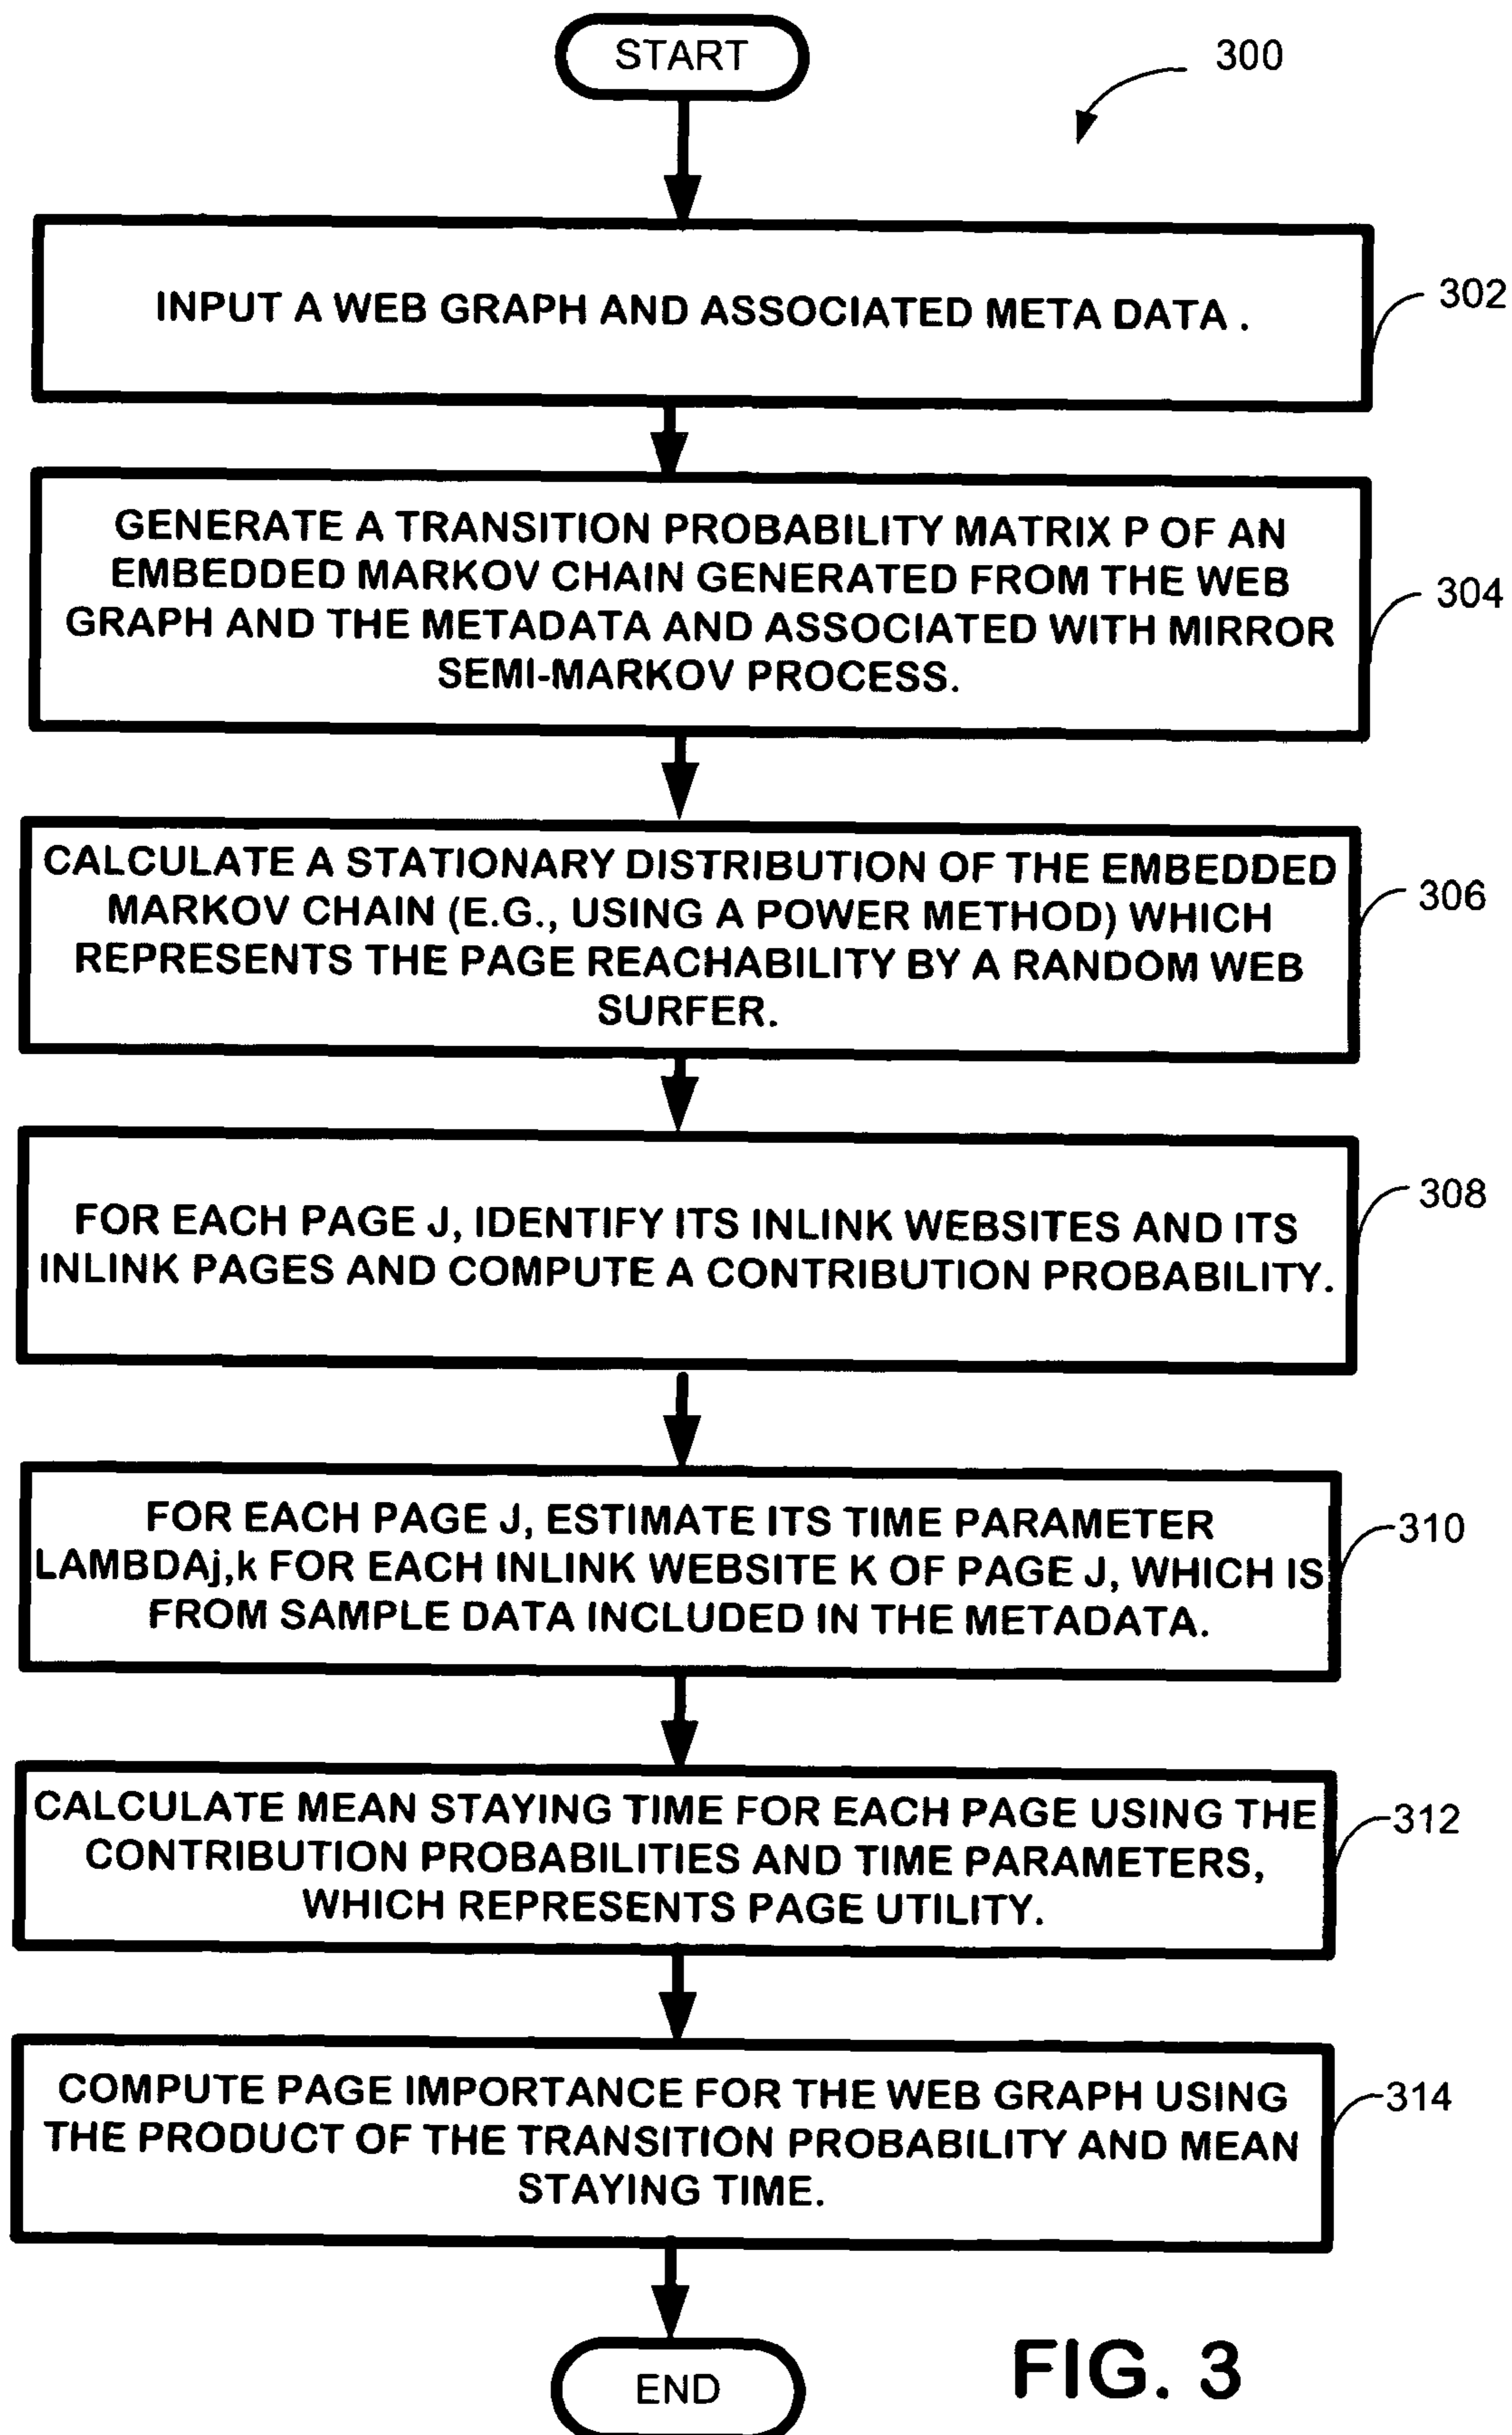 START
300
INPUT A WEB GRAPH AND ASSOCIATED META DATA .
302
GENERATE A TRANSITION PROBABILITY MATRIX P OF AN
EMBEDDED MARKOV CHAIN GENERATED FROM THE WEB
GRAPH AND THE METADATA AND ASSOCIATED WITH MIRROR
SEMI-MARKOV PROCESS.
304
CALCULATE A STATIONARY DISTRIBUTION OF THE EMBEDDED
MARKOV CHAIN (E.G., USING A POWER METHOD) WHICH
REPRESENTS THE PAGE REACHABILITY BY A RANDOM WEB
SURFER.
306
FOR EACH PAGE J, IDENTIFY ITS INLINK WEBSITES AND ITS
INLINK PAGES AND COMPUTE A CONTRIBUTION PROBABILITY.
308
FOR EACH PAGE J, ESTIMATE ITS TIME PARAMETER
LAMBDAj,k FOR EACH INLINK WEBSITE K OF PAGE J, WHICH IS
FROM SAMPLE DATA INCLUDED IN THE METADATA.
310
CALCULATE MEAN STAYING TIME FOR EACH PAGE USING THE
CONTRIBUTION PROBABILITIES AND TIME PARAMETERS,
WHICH REPRESENTS PAGE UTILITY.
312
COMPUTE PAGE IMPORTANCE FOR THE WEB GRAPH USING
THE PRODUCT OF THE TRANSITION PROBABILITY AND MEAN
STAYING TIME.
314
END
FIG. 3